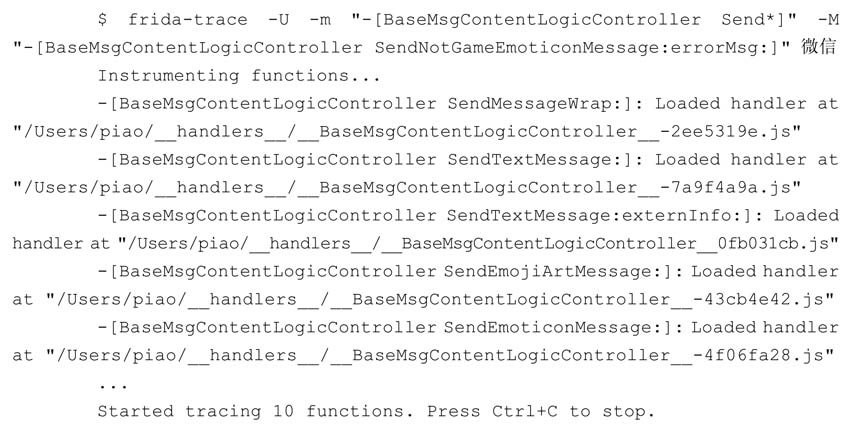 $ frida-trace -U -m "-[BaseMsgContentLogicController Send*]" -M
"-[BaseMsgContentLogicController SendNotGameEmoticonMessage:errorMsg:]" 微信
Instrumenting functions...
-[BaseMsgContentLogicController SendMessageWrap:]: Loaded handler at
"/Users/piao/__handlers__/__BaseMsgContentLogicController__-2ee5319e.js"
-[BaseMsgContentLogicController SendTextMessage:]: Loaded handler at
"/Users/piao/__handlers__/__BaseMsgContentLogicController__-7a9f4a9a.js"
-[BaseMsgContentLogicController SendTextMessage:externInfo:]: Loaded
handler at "/Users/piao/__handlers__/__BaseMsgContentLogicController__0fb031cb.js"
-[BaseMsgContentLogicController SendEmojiArtMessage:]: Loaded handler
at "/Users/piao/__handlers__/__BaseMsgContentLogicController__-43cb4e42.js"
-[BaseMsgContentLogicController SendEmoticonMessage:]: Loaded handler
at "/Users/piao/__handlers__/__BaseMsgContentLogicController__-4f06fa28.js"
...
Started tracing 10 functions. Press Ctrl+C to stop.